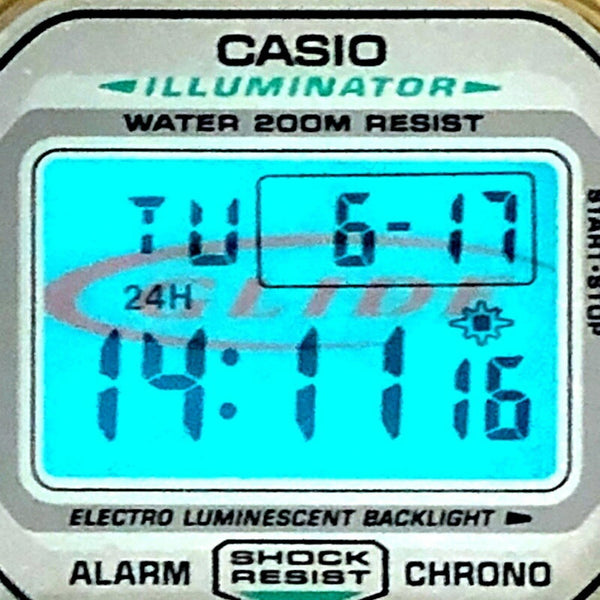 CASIO
ILLUMINATOR
WATER 200M RESIST
TU 6-17
GLIDE
24H
14:11 16
START·STOP
ELECTRO LUMINESCENT BACKLIGHT
ALARM SHOCK RESIST CHRONO